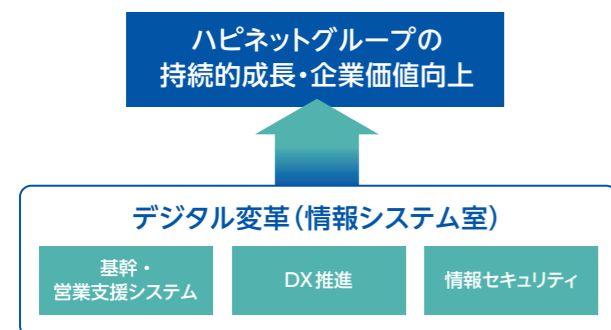 ハピネットグループの
持続的成長・企業価値向上
デジタル変革（情報システム室）
基幹・
営業支援システム
DX推進
情報セキュリティ